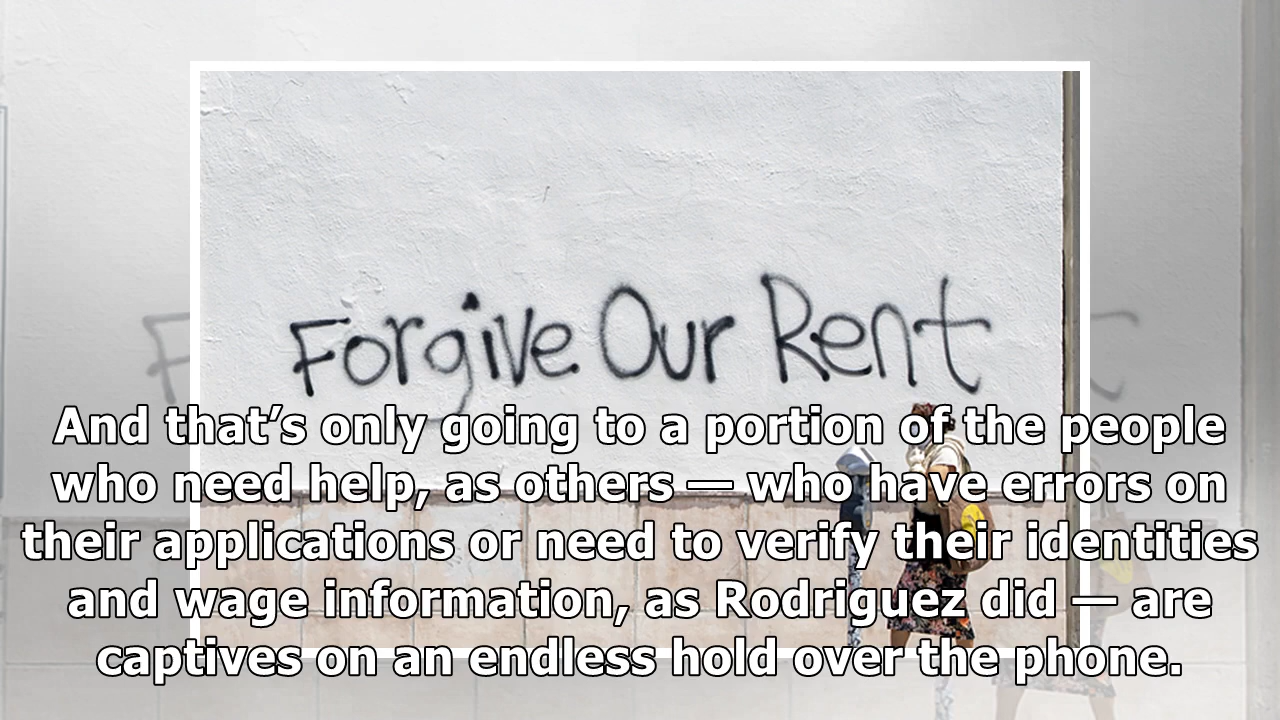 Forgive Our Rent
And that’s only going to a portion of the people
who need help, as others — who have errors on
their applications or need to verify their identities
and wage information, as Rodriguez did — are
captives on an endless hold over the phone.